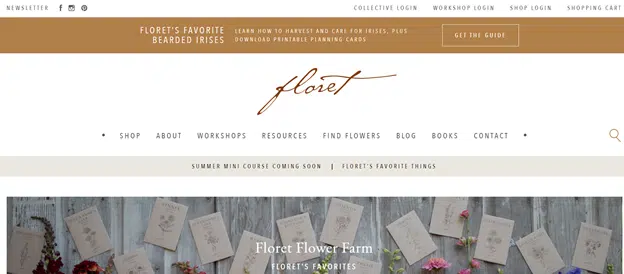 NEWSLETTER
COLLECTIVE LOGIN WORKSHOP LOGIN SHOP LOGIN SHOPPING CART
FLORET'S FAVORITE
BEARDED IRISES
LEARN HOW TO HARVEST AND CARE FOR IRISES, PLUS
DOWNLOAD PRINTABLE PLANNING CARDS
GET THE GUIDE
floret
• SHOP ABOUT WORKSHOPS RESOURCES FIND FLOWERS BLOG BOOKS CONTACT •
SUMMER MINI COURSE COMING SOON | FLORET'S FAVORITE THINGS
Floret Flower Farm
FLORET'S FAVORITES